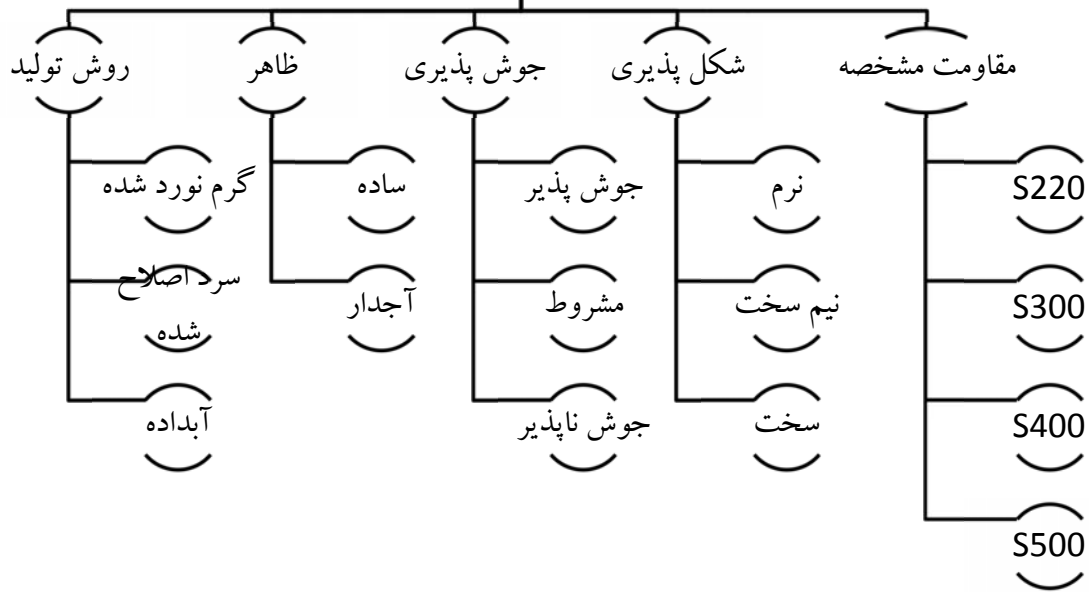 مقاومت مشخصه
S220
S300
S400
S500
شکل پذیری
نرم
نیم سخت
سخت
جوش پذیری
جوش پذیر
مشروط
جوش ناپذیر
ظاهر
ساده
آجدار
روش تولید
گرم نورد شده
سرد اصلاح
شده
آبداده